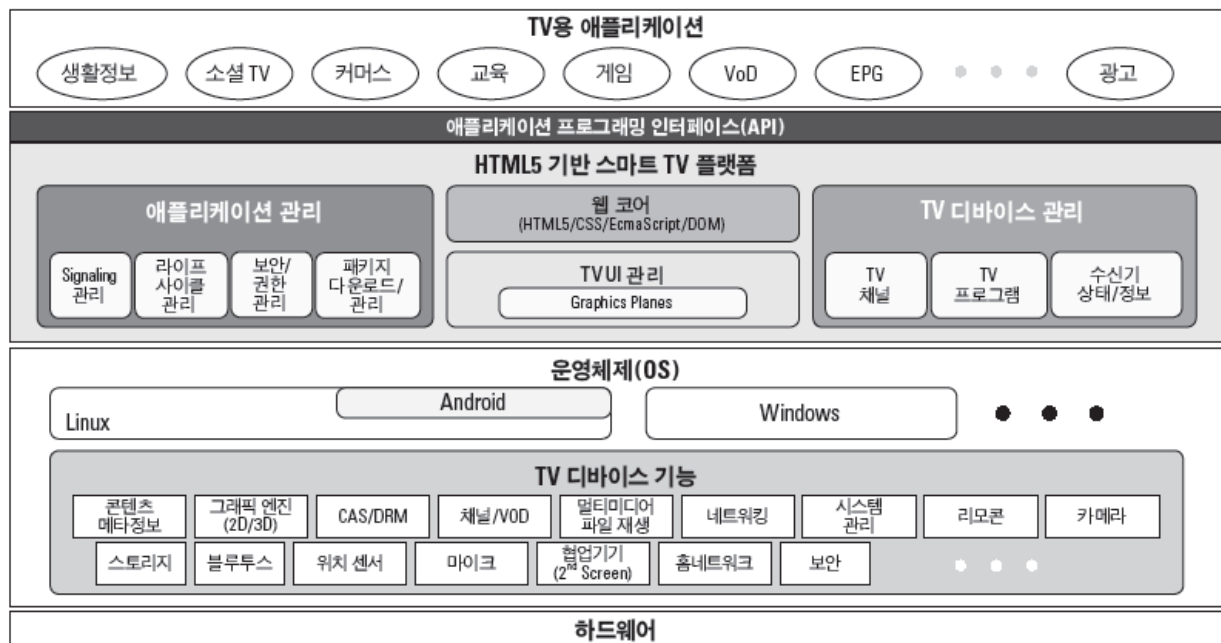 TV용 애플리케이션
생활정보
소셜 TV
커머스
교육
게임
VoD
EPG
광고
애플리케이션 프로그래밍 인터페이스(API)
HTML5 기반 스마트 TV 플랫폼
애플리케이션 관리
Signaling
관리
라이프
사이클
관리
보안/
권한
관리
패키지
다운로드/
관리
웹 코어
(HTML5/CSS/EcmaScript/DOM)
TV UI 관리
Graphics Planes
TV 디바이스 관리
TV
채널
TV
프로그램
수신기
상태/정보
운영체제(OS)
Linux
Android
Windows
TV 디바이스 기능
콘텐츠
메타정보
그래픽 엔진
(2D/3D)
CAS/DRM
채널/VOD
멀티미디어
파일 재생
네트워킹
시스템
관리
리모콘
카메라
스토리지
블루투스
위치 센서
마이크
협업기기
(2nd Screen)
홈네트워크
보안
하드웨어